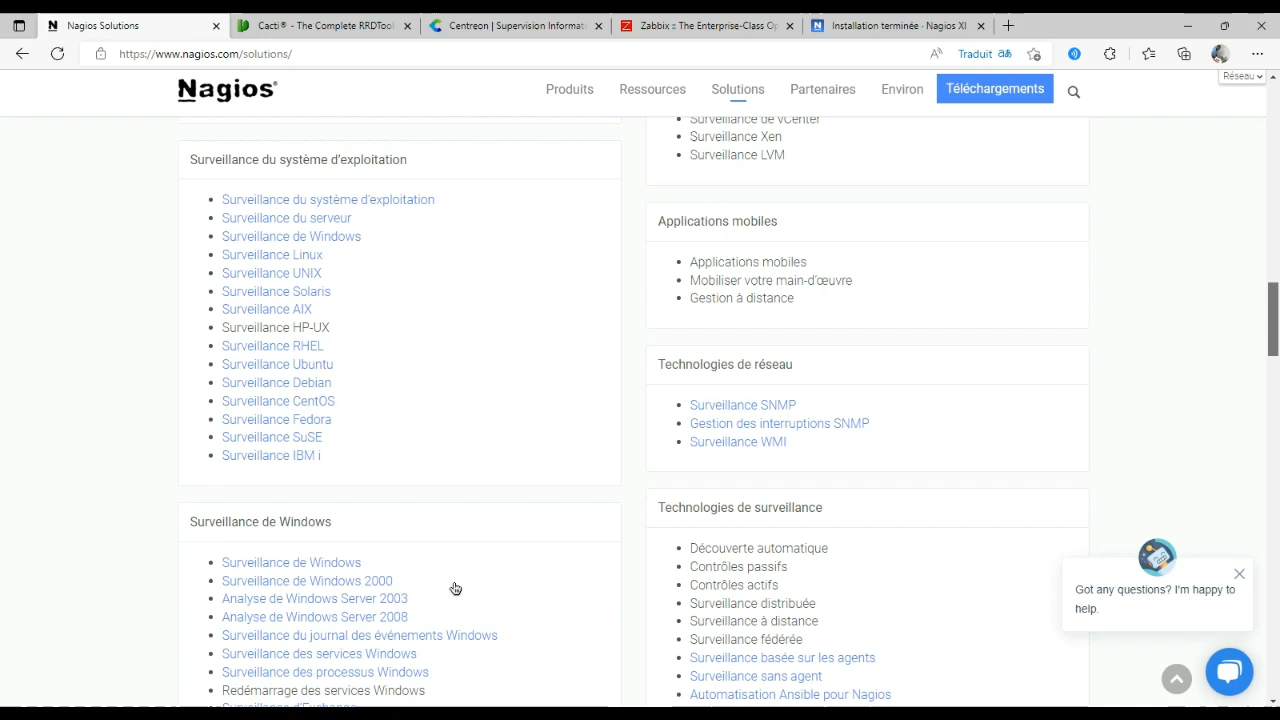 Nagios Solutions
Cacti® - The Complete RRDTool
Centreon | Supervision Informat
Zabbix :: The Enterprise-Class Op
Installation terminée · Nagios XI
https://www.nagios.com/solutions/
Traduit
Réseau
Nagios®
Produits
Ressources
Solutions
Partenaires
Environ
Téléchargements
Surveillance du système d'exploitation
Surveillance du système d'exploitation
Surveillance du serveur
Surveillance de Windows
Surveillance Linux
Surveillance UNIX
Surveillance Solaris
Surveillance AIX
Surveillance HP-UX
Surveillance RHEL
Surveillance Ubuntu
Surveillance Debian
Surveillance CentOS
Surveillance Fedora
Surveillance SuSE
Surveillance IBM i
Surveillance de Windows
Surveillance de Windows
Surveillance de Windows 2000
Analyse de Windows Server 2003
Analyse de Windows Server 2008
Surveillance du journal des événements Windows
Surveillance des services Windows
Surveillance des processus Windows
Redémarrage des services Windows
Surveillance d'Exchange
Surveillance de vCenter
Surveillance Xen
Surveillance LVM
Applications mobiles
Applications mobiles
Mobiliser votre main-d'œuvre
Gestion à distance
Technologies de réseau
Surveillance SNMP
Gestion des interruptions SNMP
Surveillance WMI
Technologies de surveillance
Découverte automatique
Contrôles passifs
Contrôles actifs
Surveillance distribuée
Surveillance à distance
Surveillance fédérée
Surveillance basée sur les agents
Surveillance sans agent
Automatisation Ansible pour Nagios
Got any questions? I'm happy to
help.